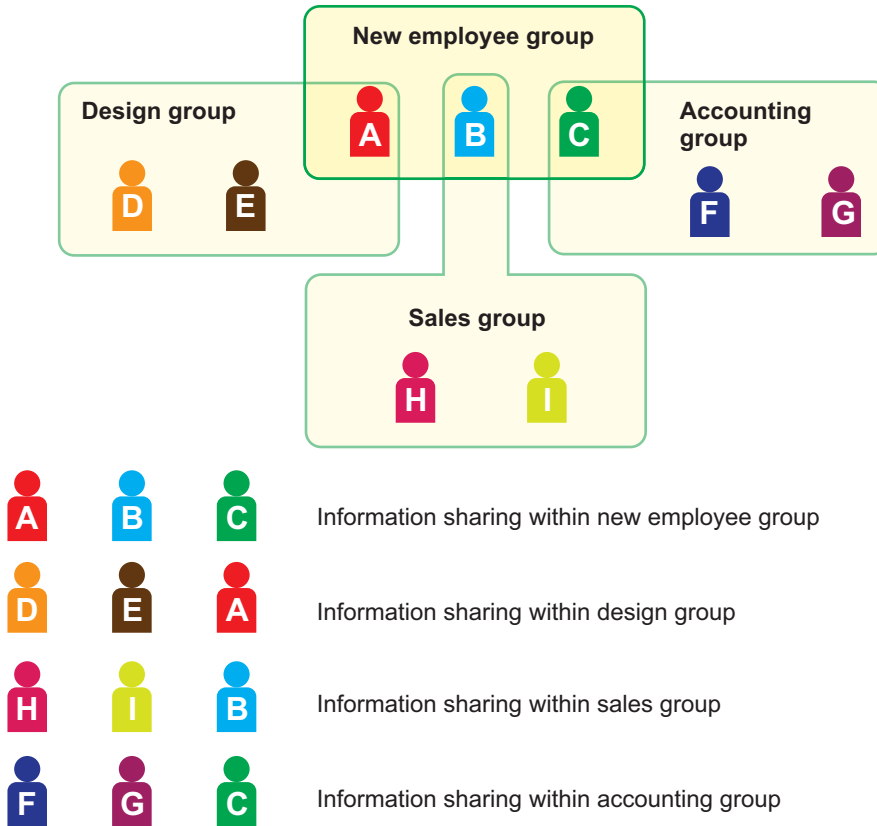 New employee group
Design group
A
B
C
Accounting
group
D
E
F
G
Sales group
H
I
A B C Information sharing within new employee group
D E A Information sharing within design group
H I B Information sharing within sales group
F G C Information sharing within accounting group